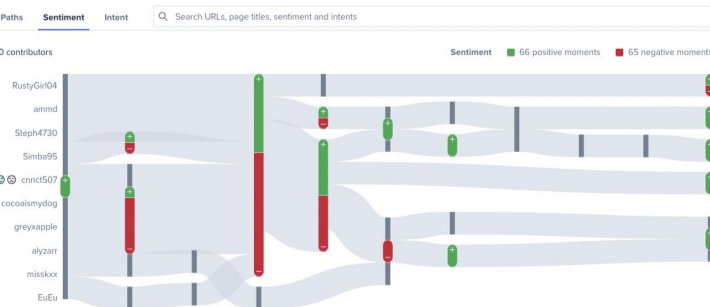 Paths Sentiment Intent Search URLs, page titles, sentiment and intents
0 contributors Sentiment 66 positive moments 65 negative moments
RustyGirl04
ammd
Steph4730
Simba95
cnnct507
cocoaismydog
greyxapple
alyzarr
misskxx
EuEu